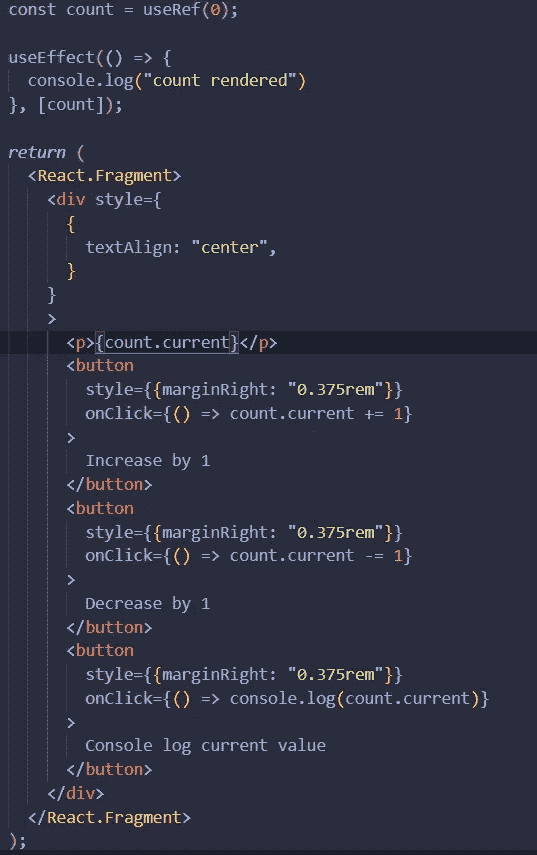 const count = useRef(0);
useEffect(() => {
console.log("count rendered")
}, [count]);
return (
<React.Fragment>
<div style={
{
textAlign: "center",
}
}
>
<p>{count.current}</p>
<button
style={{marginRight: "0.375rem"}}
onClick={() => count.current += 1}
>
Increase by 1
</button>
<button
style={{marginRight: "0.375rem"}}
onClick={() => count.current -= 1}
>
Decrease by 1
</button>
<button
style={{marginRight: "0.375rem"}}
onClick={() => console.log(count.current)}
>
Console log current value
</button>
</div>
</React.Fragment>
);